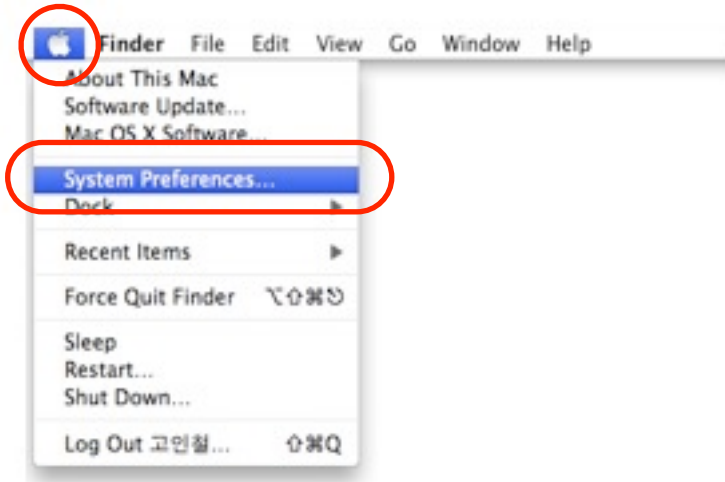 Finder File Edit View Go Window Help
About This Mac
Software Update...
Mac OS X Software...
System Preferences...
Dock
Recent Items
Force Quit Finder ⌥⇧⌘⎋
Sleep
Restart...
Shut Down...
Log Out 고인철... ⇧⌘Q